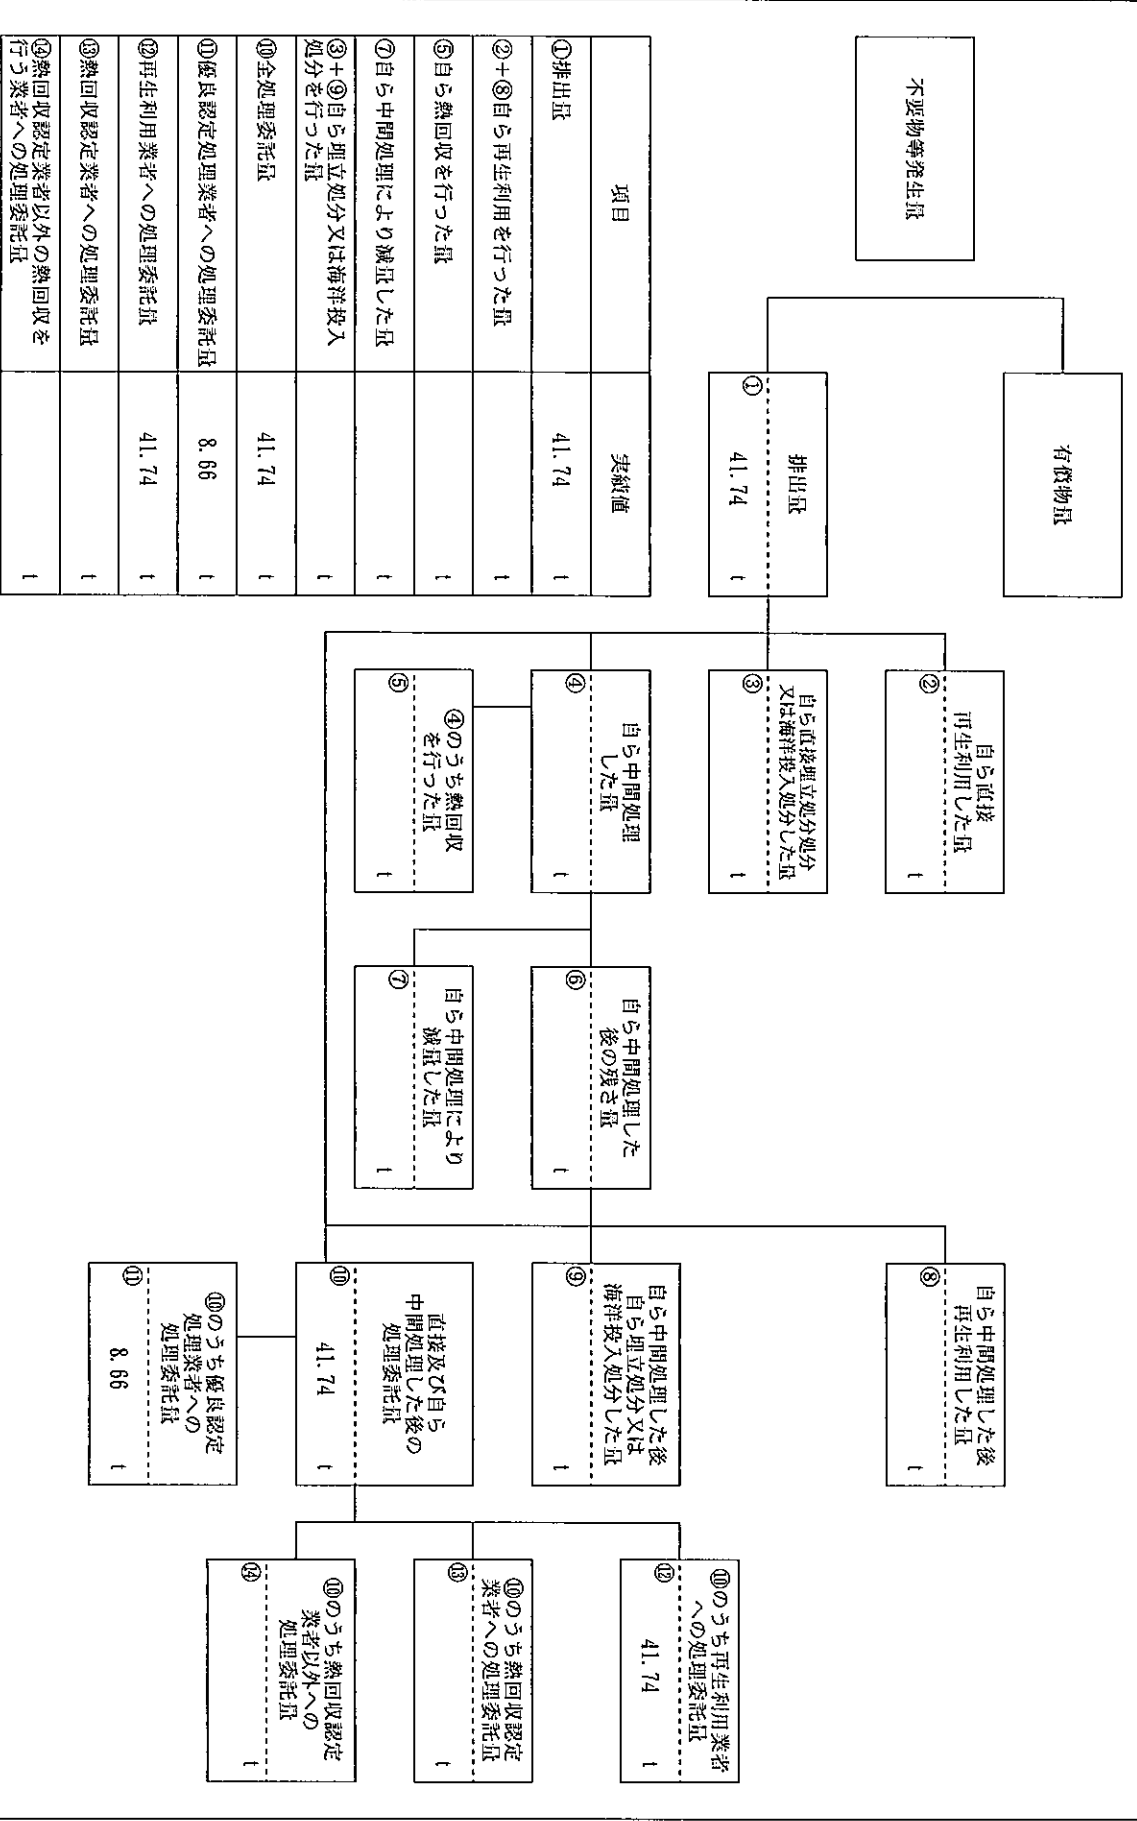 不要物等発生量
有償物量
排出量
① 41.74 t
自ら直接
再生利用した量
② t
自ら直接埋立処分処分
又は海洋投入処分した量
③ t
自ら中間処理
した量
④ t
④のうち熱回収
を行った量
⑤ t
自ら中間処理した
後の残さ量
⑥ t
自ら中間処理により
減量した量
⑦ t
自ら中間処理した後
再生利用した量
⑧ t
自ら中間処理した後
自ら埋立処分又は
海洋投入処分した量
⑨ t
直接及び自ら
中間処理した後の
処理委託量
⑩ 41.74 t
⑩のうち優良認定
処理業者への
処理委託量
⑪ 8.66 t
⑩のうち再生利用業者
への処理委託量
⑫ 41.74 t
⑩のうち熱回収認定
業者への処理委託量
⑬ t
⑩のうち熱回収認定
業者以外への
処理委託量
⑭ t
項目 実績値
①排出量 41.74 t
②+⑧自ら再生利用を行った量 t
⑤自ら熱回収を行った量 t
⑦自ら中間処理により減量した量 t
③+⑨自ら埋立処分又は海洋投入
処分を行った量 t
⑩全処理委託量 41.74 t
⑪優良認定処理業者への処理委託量 8.66 t
⑫再生利用業者への処理委託量 41.74 t
⑬熱回収認定業者への処理委託量 t
⑭熱回収認定業者以外の熱回収を
行う業者への処理委託量 t